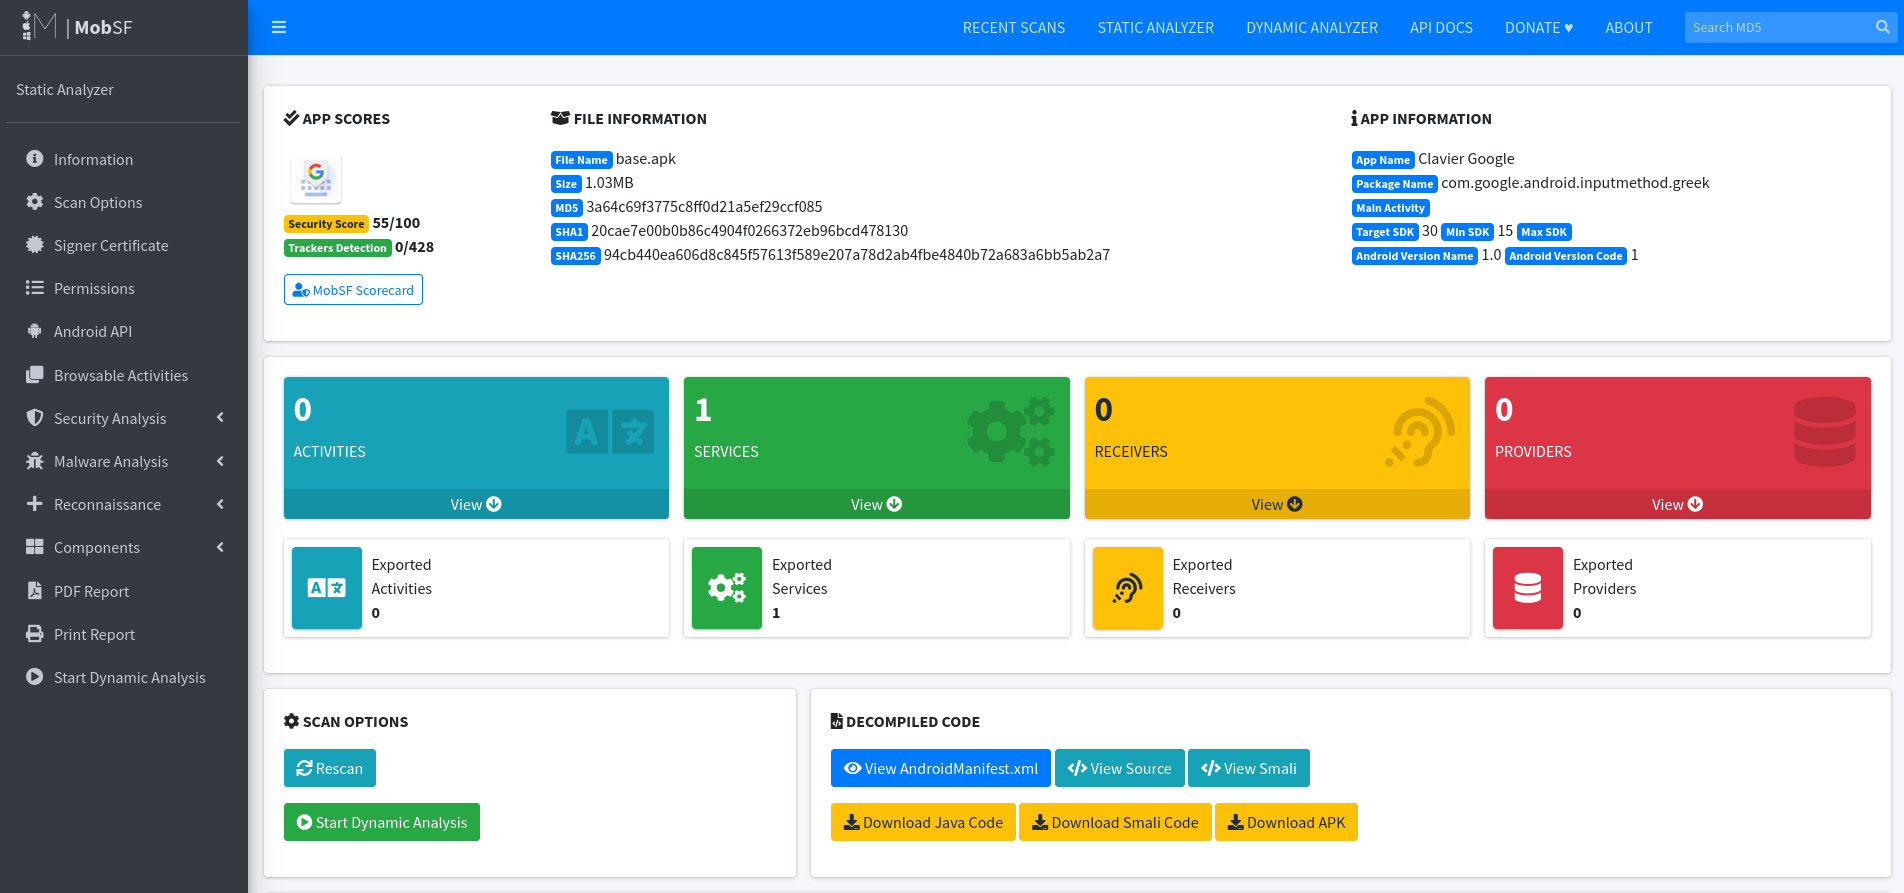 | MobSF
RECENT SCANS STATIC ANALYZER DYNAMIC ANALYZER API DOCS DONATE ♥ ABOUT Search MD5
Static Analyzer
Information
Scan Options
Signer Certificate
Permissions
Android API
Browsable Activities
Security Analysis
Malware Analysis
Reconnaissance
Components
PDF Report
Print Report
Start Dynamic Analysis
APP SCORES
Security Score 55/100
Trackers Detection 0/428
MobSF Scorecard
FILE INFORMATION
File Name base.apk
Size 1.03MB
MD5 3a64c69f3775c8ff0d21a5ef29ccf085
SHA1 20cae7e00b0b86c4904f0266372eb96bcd478130
SHA256 94cb440ea606d8c845f57613f589e207a78d2ab4fbe4840b72a683a6bb5ab2a7
APP INFORMATION
App Name Clavier Google
Package Name com.google.android.inputmethod.greek
Main Activity
Target SDK 30 Min SDK 15 Max SDK
Android Version Name 1.0 Android Version Code 1
0
ACTIVITIES
View
1
SERVICES
View
0
RECEIVERS
View
0
PROVIDERS
View
Exported
Activities
0
Exported
Services
1
Exported
Receivers
0
Exported
Providers
0
SCAN OPTIONS
Rescan
Start Dynamic Analysis
DECOMPILED CODE
View AndroidManifest.xml View Source View Smali
Download Java Code Download Smali Code Download APK